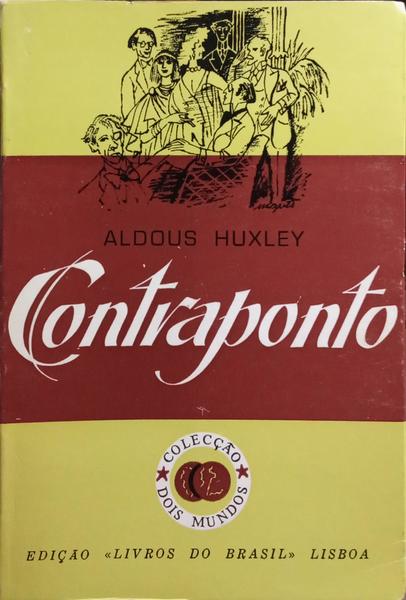 ALDOUS HUXLEY
Contraponto
COLECÇÃO
DOIS MUNDOS
EDIÇÃO «LIVROS DO BRASIL» LISBOA